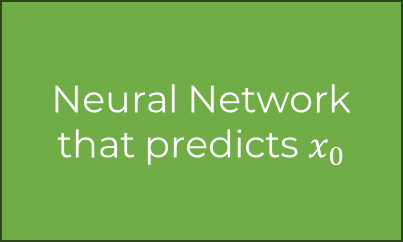 Neural Network
that predicts x₀